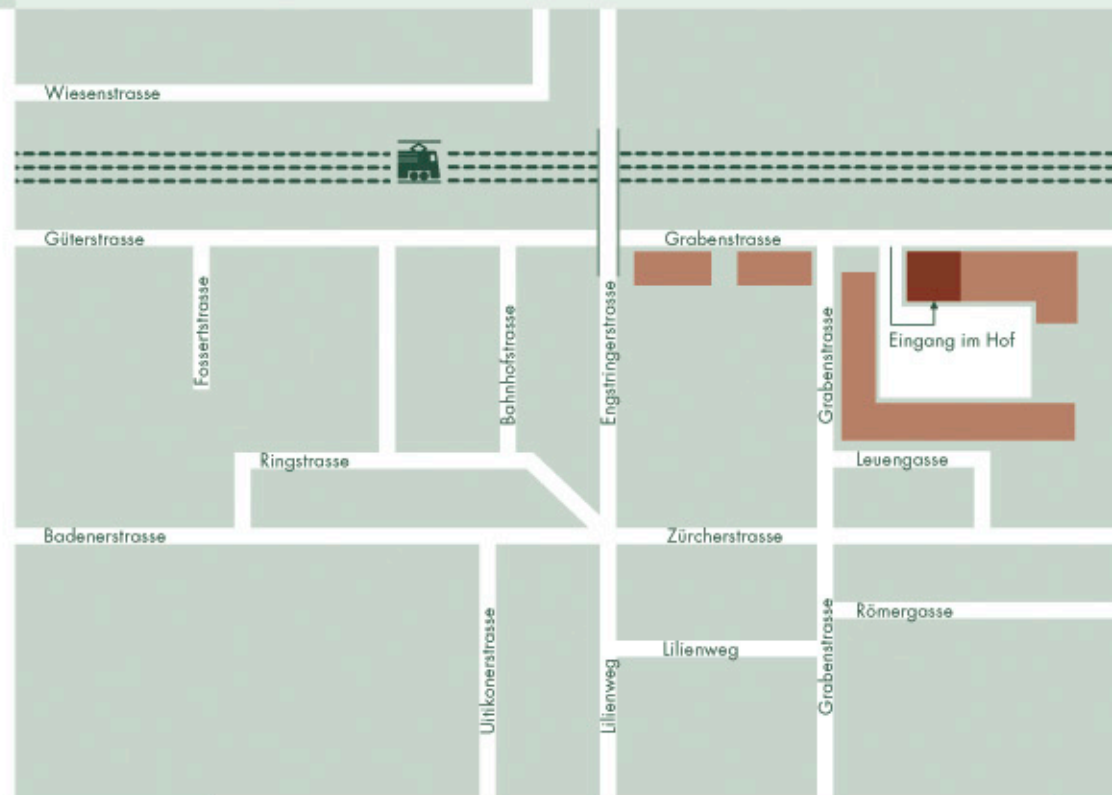 Wiesenstrasse
Güterstrasse
Grabenstrasse
Fossertstrasse
Bahnhofstrasse
Engstringerstrasse
Grabenstrasse
Eingang im Hof
Ringstrasse
Leuengasse
Badenerstrasse
Zürcherstrasse
Uitikonerstrasse
Lilienweg
Lilienweg
Grabenstrasse
Römergasse